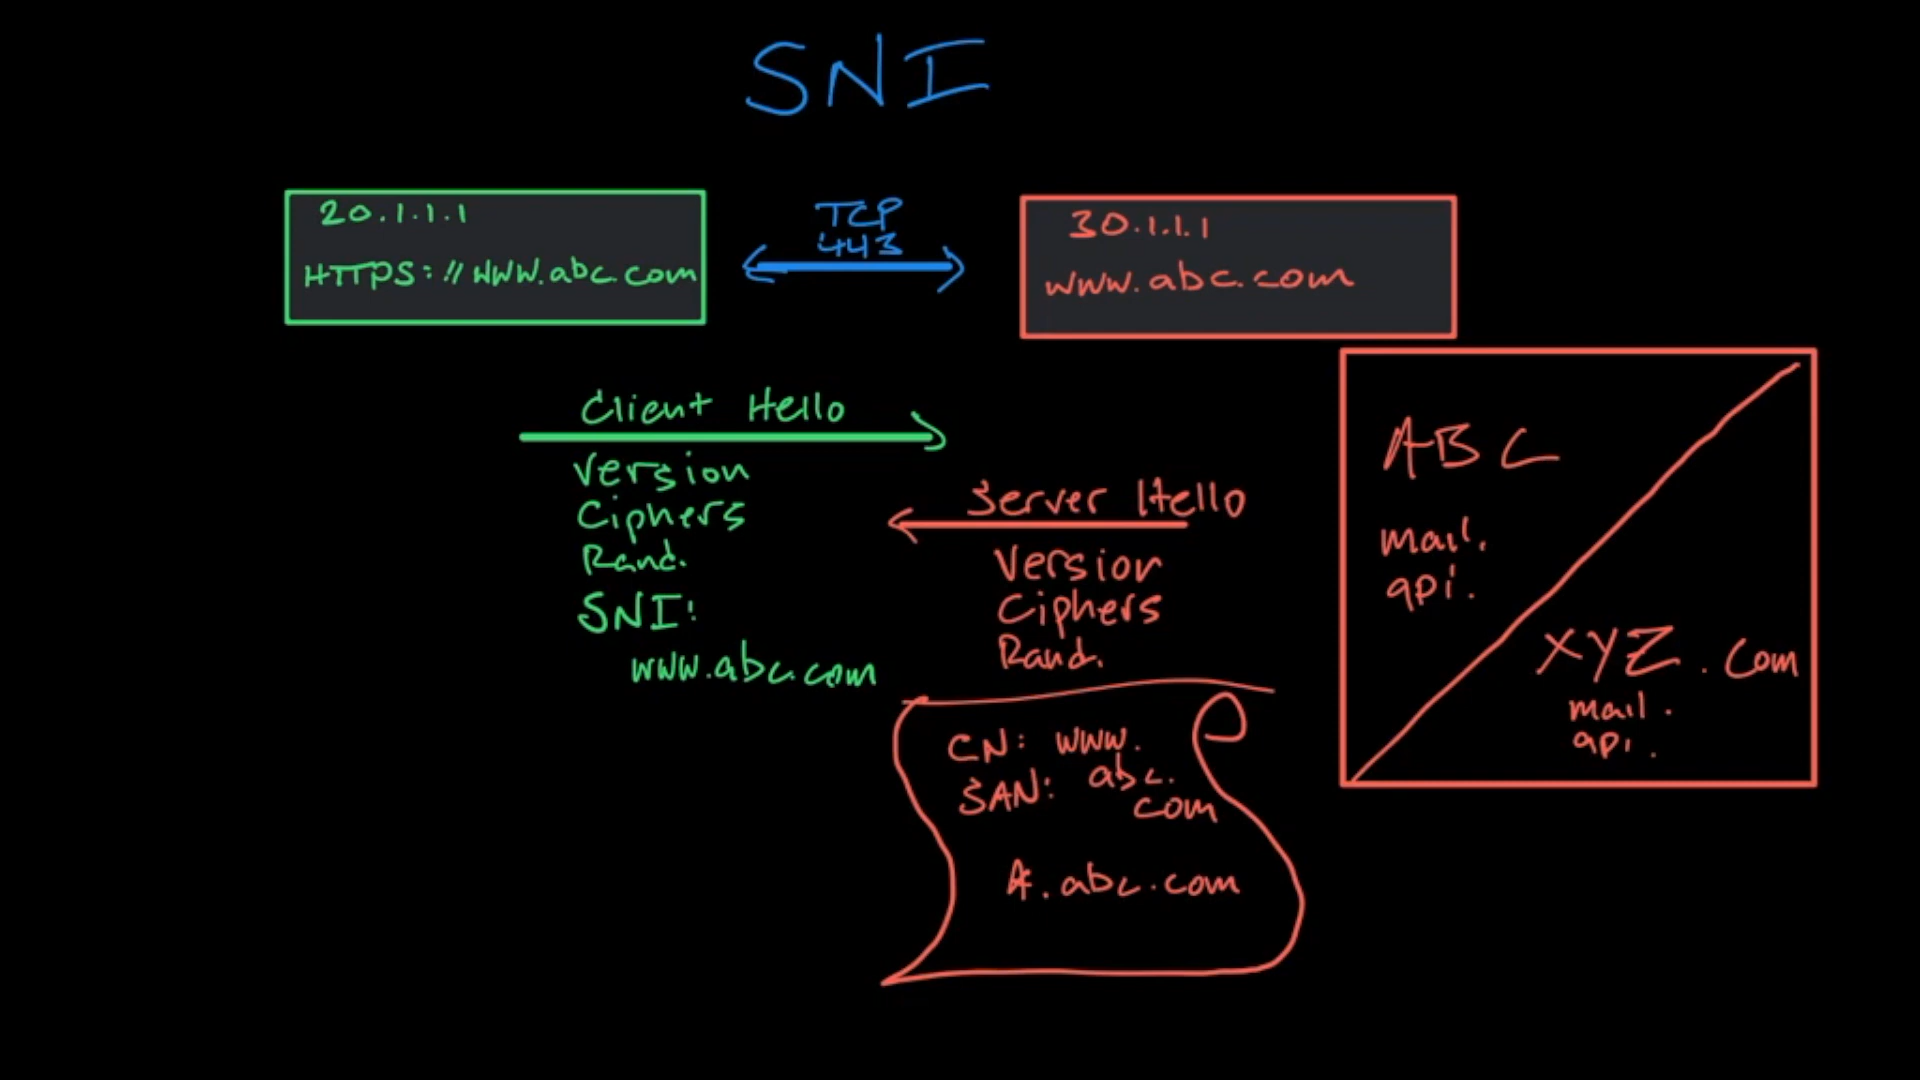 SNI
20.1.1.1
HTTPS://www.abc.com
TCP
443
30.1.1.1
www.abc.com
Client Hello
Version
Ciphers
Rand.
SNI:
www.abc.com
Server Hello
Version
Ciphers
Rand.
CN: www.
abc.
SAN:
com
*.abc.com
ABC
mail.
api.
XYZ.com
mail.
api.